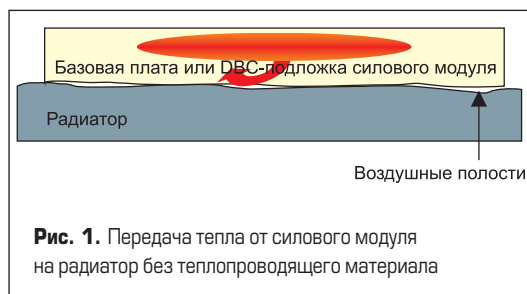 Базовая плата или DBC-подложка силового модуля
Радиатор
Воздушные полости
Рис. 1. Передача тепла от силового модуля
на радиатор без теплопроводящего материала